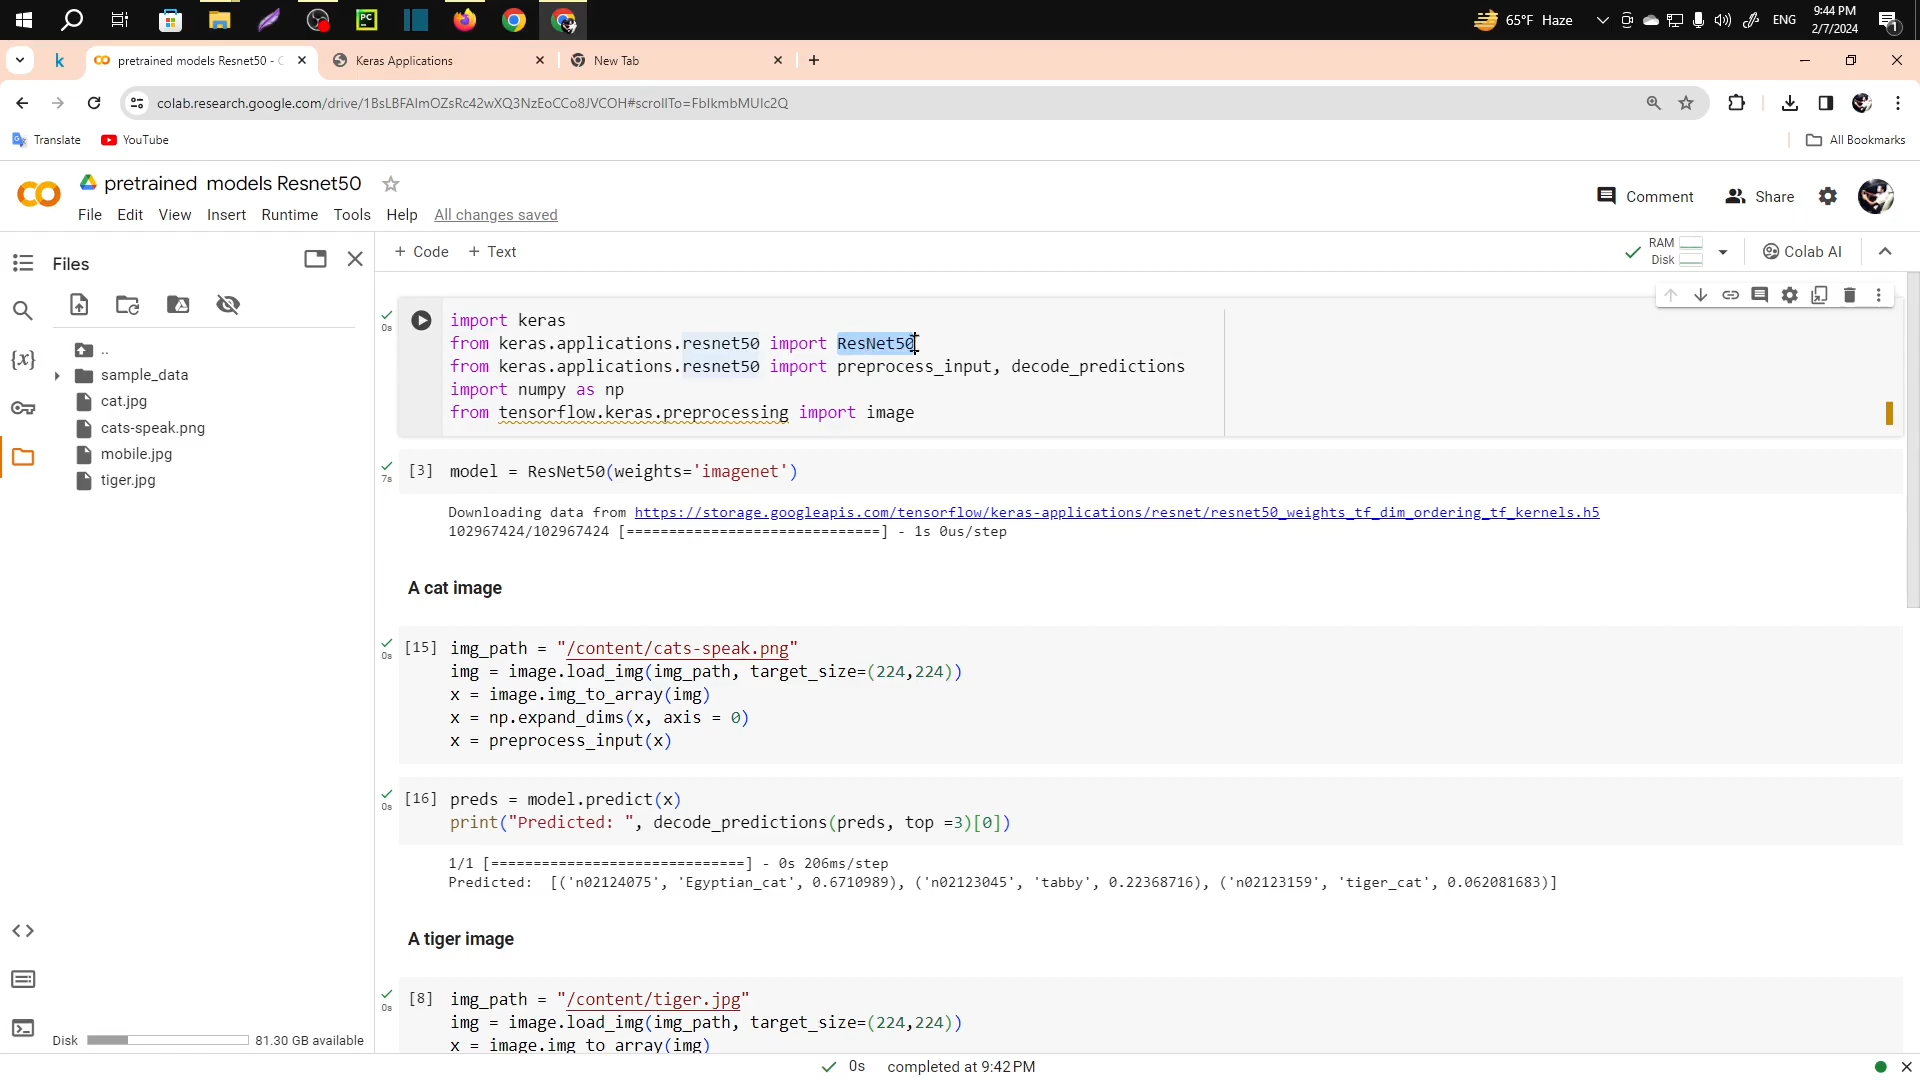 65°F Haze
ENG
9:44 PM
2/7/2024
1
pretrained models Resnet50 - C
Keras Applications
New Tab
colab.research.google.com/drive/1BsLBFAImOZsRc42wXQ3NzEoCCo8JVCOH#scrollTo=FbIkmbMUIc2Q
Translate
YouTube
All Bookmarks
pretrained models Resnet50
File Edit View Insert Runtime Tools Help All changes saved
Comment
Share
Files
+ Code + Text
RAM
Disk
Colab AI
..
sample_data
cat.jpg
cats-speak.png
mobile.jpg
tiger.jpg
0s
import keras
from keras.applications.resnet50 import ResNet50
from keras.applications.resnet50 import preprocess_input, decode_predictions
import numpy as np
from tensorflow.keras.preprocessing import image
7s
[3] model = ResNet50(weights='imagenet')
Downloading data from https://storage.googleapis.com/tensorflow/keras-applications/resnet/resnet50_weights_tf_dim_ordering_tf_kernels.h5
102967424/102967424 [==============================] - 1s 0us/step
A cat image
0s
[15] img_path = "/content/cats-speak.png"
img = image.load_img(img_path, target_size=(224,224))
x = image.img_to_array(img)
x = np.expand_dims(x, axis = 0)
x = preprocess_input(x)
0s
[16] preds = model.predict(x)
print("Predicted: ", decode_predictions(preds, top =3)[0])
1/1 [==============================] - 0s 206ms/step
Predicted:  [('n02124075', 'Egyptian_cat', 0.6710989), ('n02123045', 'tabby', 0.22368716), ('n02123159', 'tiger_cat', 0.062081683)]
A tiger image
0s
[8] img_path = "/content/tiger.jpg"
img = image.load_img(img_path, target_size=(224,224))
x = image.img_to_array(img)
Disk
81.30 GB available
0s completed at 9:42 PM